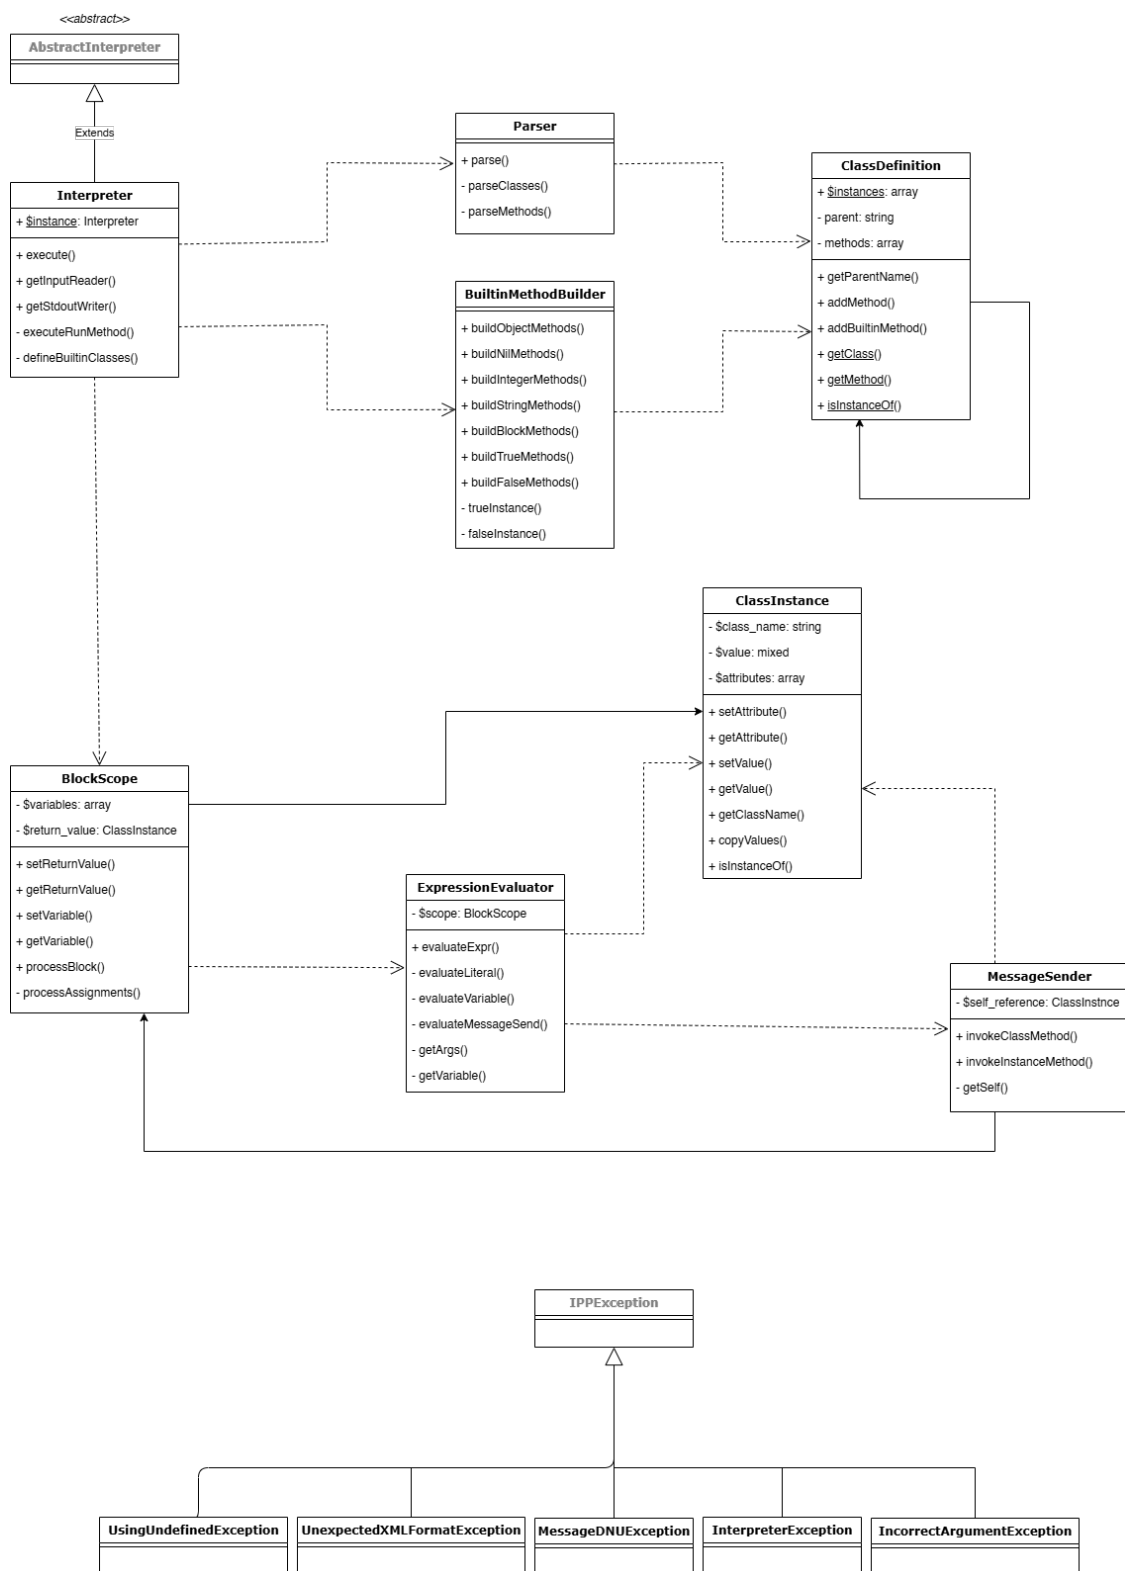 <<abstract>>
AbstractInterpreter
Extends
Interpreter
+ $instance: Interpreter
+ execute()
+ getInputReader()
+ getStdoutWriter()
- executeRunMethod()
- defineBuiltinClasses()
Parser
+ parse()
- parseClasses()
- parseMethods()
ClassDefinition
+ $instances: array
- parent: string
- methods: array
+ getParentName()
+ addMethod()
+ addBuiltinMethod()
+ getClass()
+ getMethod()
+ isInstanceOf()
BuiltinMethodBuilder
+ buildObjectMethods()
+ buildNilMethods()
+ buildIntegerMethods()
+ buildStringMethods()
+ buildBlockMethods()
+ buildTrueMethods()
+ buildFalseMethods()
- trueInstance()
- falseInstance()
ClassInstance
- $class_name: string
- $value: mixed
- $attributes: array
+ setAttribute()
+ getAttribute()
+ setValue()
+ getValue()
+ getClassName()
+ copyValues()
+ isInstanceOf()
BlockScope
- $variables: array
- $return_value: ClassInstance
+ setReturnValue()
+ getReturnValue()
+ setVariable()
+ getVariable()
+ processBlock()
- processAssignments()
ExpressionEvaluator
- $scope: BlockScope
+ evaluateExpr()
- evaluateLiteral()
- evaluateVariable()
- evaluateMessageSend()
- getArgs()
- getVariable()
MessageSender
- $self_reference: ClassInstnce
+ invokeClassMethod()
+ invokeInstanceMethod()
- getSelf()
IPPException
UsingUndefinedException
UnexpectedXMLFormatException
MessageDNUException
InterpreterException
IncorrectArgumentException